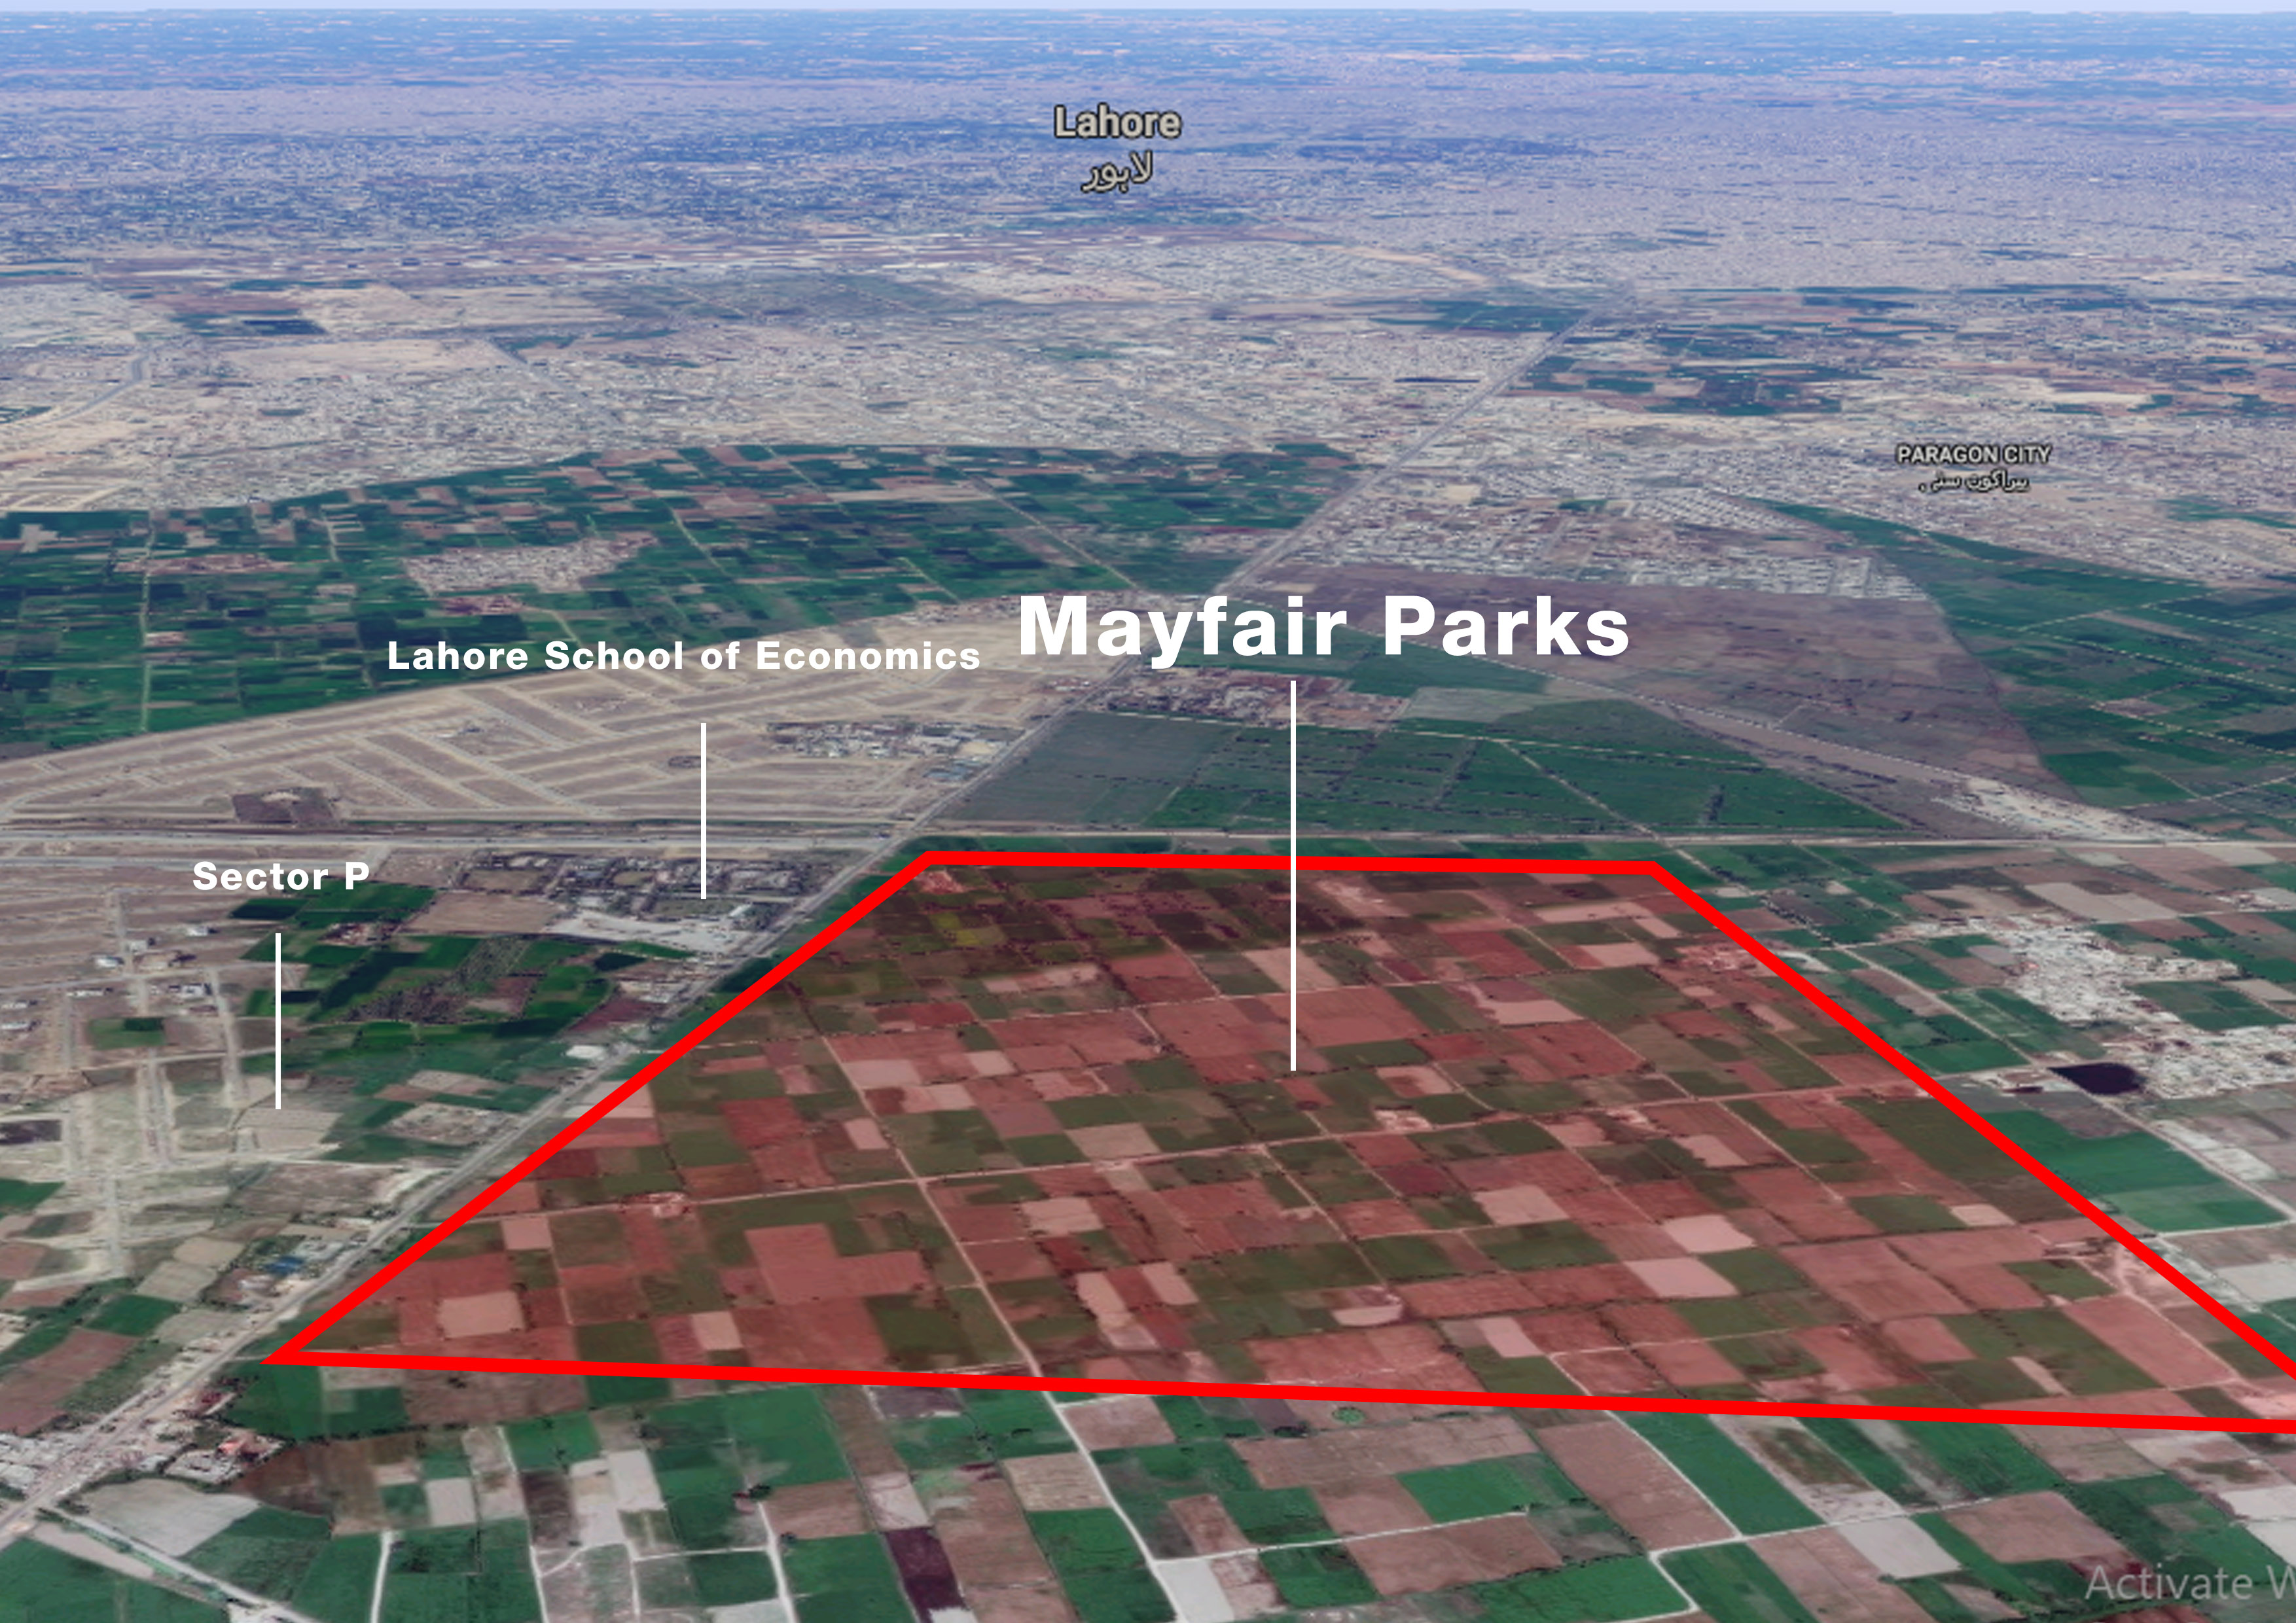 Lahore
لاہور
PARAGON CITY
پیراگون سٹی
Mayfair Parks
Lahore School of Economics
Sector P
Activate W